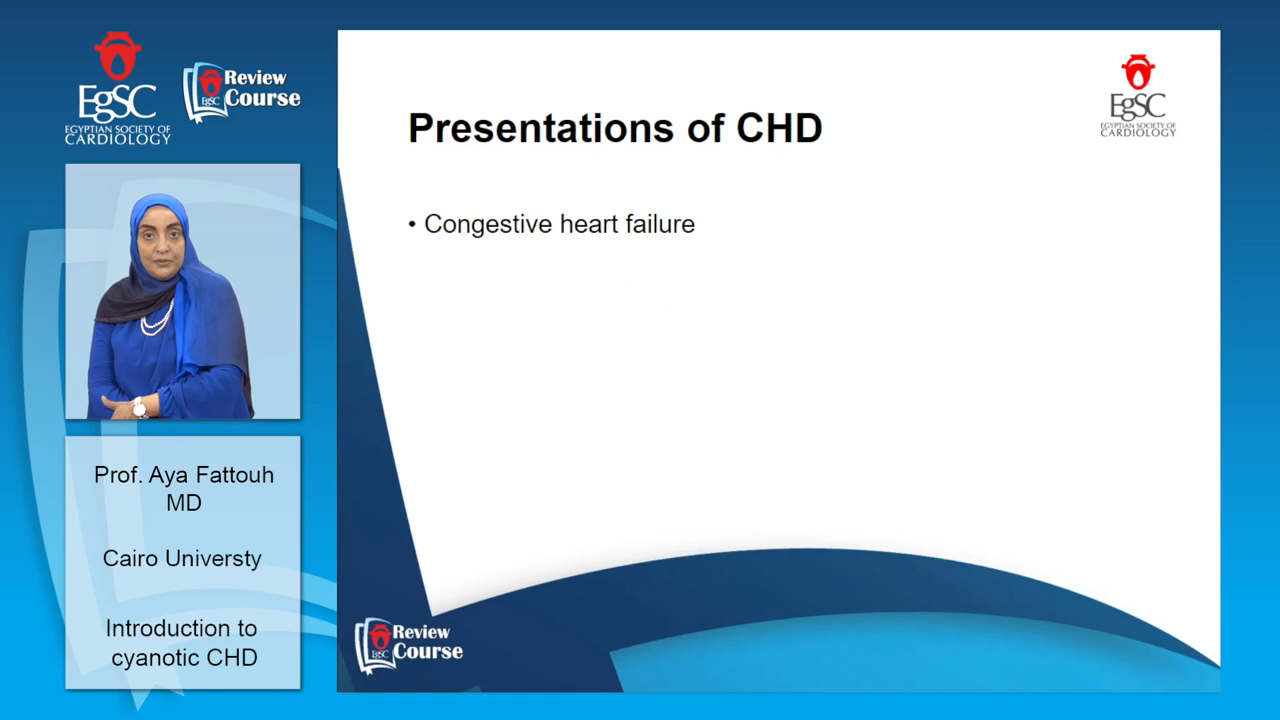 EgSC
EGYPTIAN SOCIETY OF
CARDIOLOGY
Review
EgSC
Course
Prof. Aya Fattouh
MD
Cairo Universty
Introduction to
cyanotic CHD
EgSC
EGYPTIAN SOCIETY OF
CARDIOLOGY
Presentations of CHD
• Congestive heart failure
Review
EgSC
Course